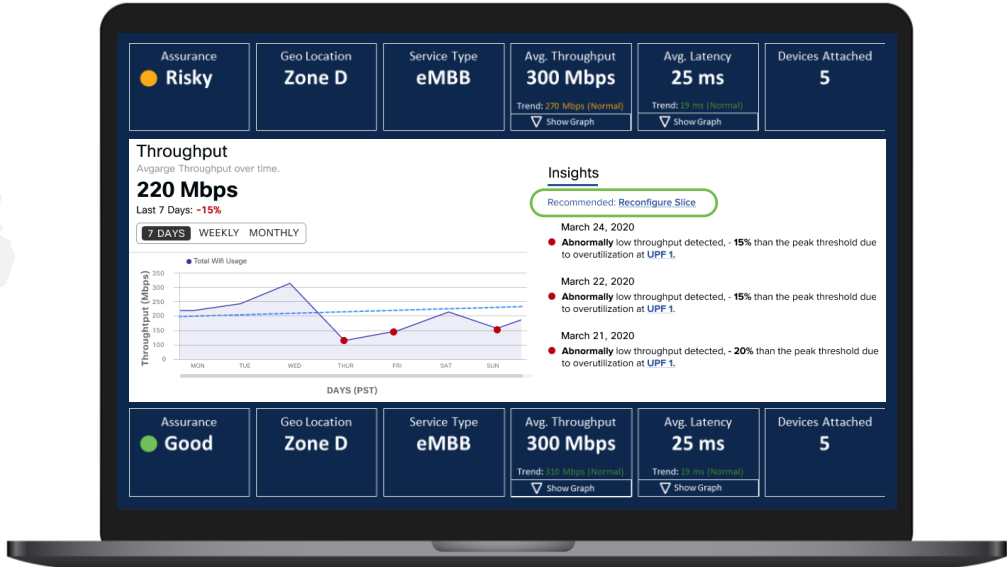 Assurance
Risky
Geo Location
Zone D
Service Type
eMBB
Avg. Throughput
300 Mbps
Trend: 270 Mbps (Normal)
Show Graph
Avg. Latency
25 ms
Trend: 19 ms (Normal)
Show Graph
Devices Attached
5
Throughput
Avgarge Throughput over time.
220 Mbps
Last 7 Days: -15%
7 DAYS WEEKLY MONTHLY
Total Wifi Usage
Throughtput (Mbps)
350
300
250
200
150
100
0
MON TUE WED THUR FRI SAT SUN
DAYS (PST)
Insights
Recommended: Reconfigure Slice
March 24, 2020
Abnormally low throughput detected, - 15% than the peak threshold due
to overutilization at UPF 1.
March 22, 2020
Abnormally low throughput detected, - 15% than the peak threshold due
to overutilization at UPF 1.
March 21, 2020
Abnormally low throughput detected, - 20% than the peak threshold due
to overutilization at UPF 1.
Assurance
Good
Geo Location
Zone D
Service Type
eMBB
Avg. Throughput
300 Mbps
Trend: 310 Mbps (Normal)
Show Graph
Avg. Latency
25 ms
Trend: 19 ms (Normal)
Show Graph
Devices Attached
5